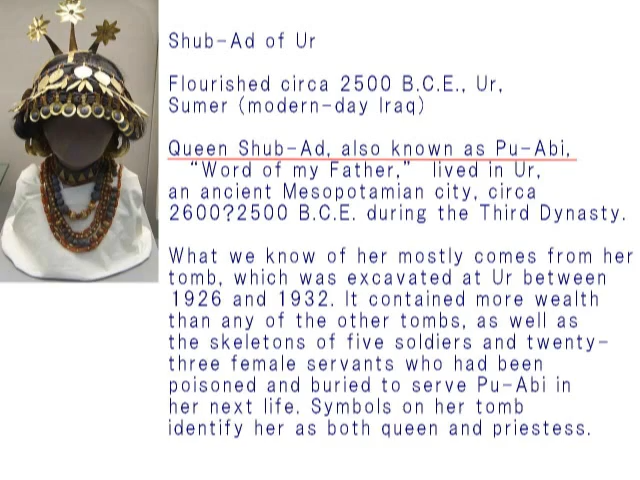 Shub-Ad of Ur
Flourished circa 2500 B.C.E., Ur,
Sumer (modern-day Iraq)
Queen Shub-Ad, also known as Pu-Abi,
“Word of my Father,” lived in Ur,
an ancient Mesopotamian city, circa
2600?2500 B.C.E. during the Third Dynasty.
What we know of her mostly comes from her
tomb, which was excavated at Ur between
1926 and 1932. It contained more wealth
than any of the other tombs, as well as
the skeletons of five soldiers and twenty-
three female servants who had been
poisoned and buried to serve Pu-Abi in
her next life. Symbols on her tomb
identify her as both queen and priestess.